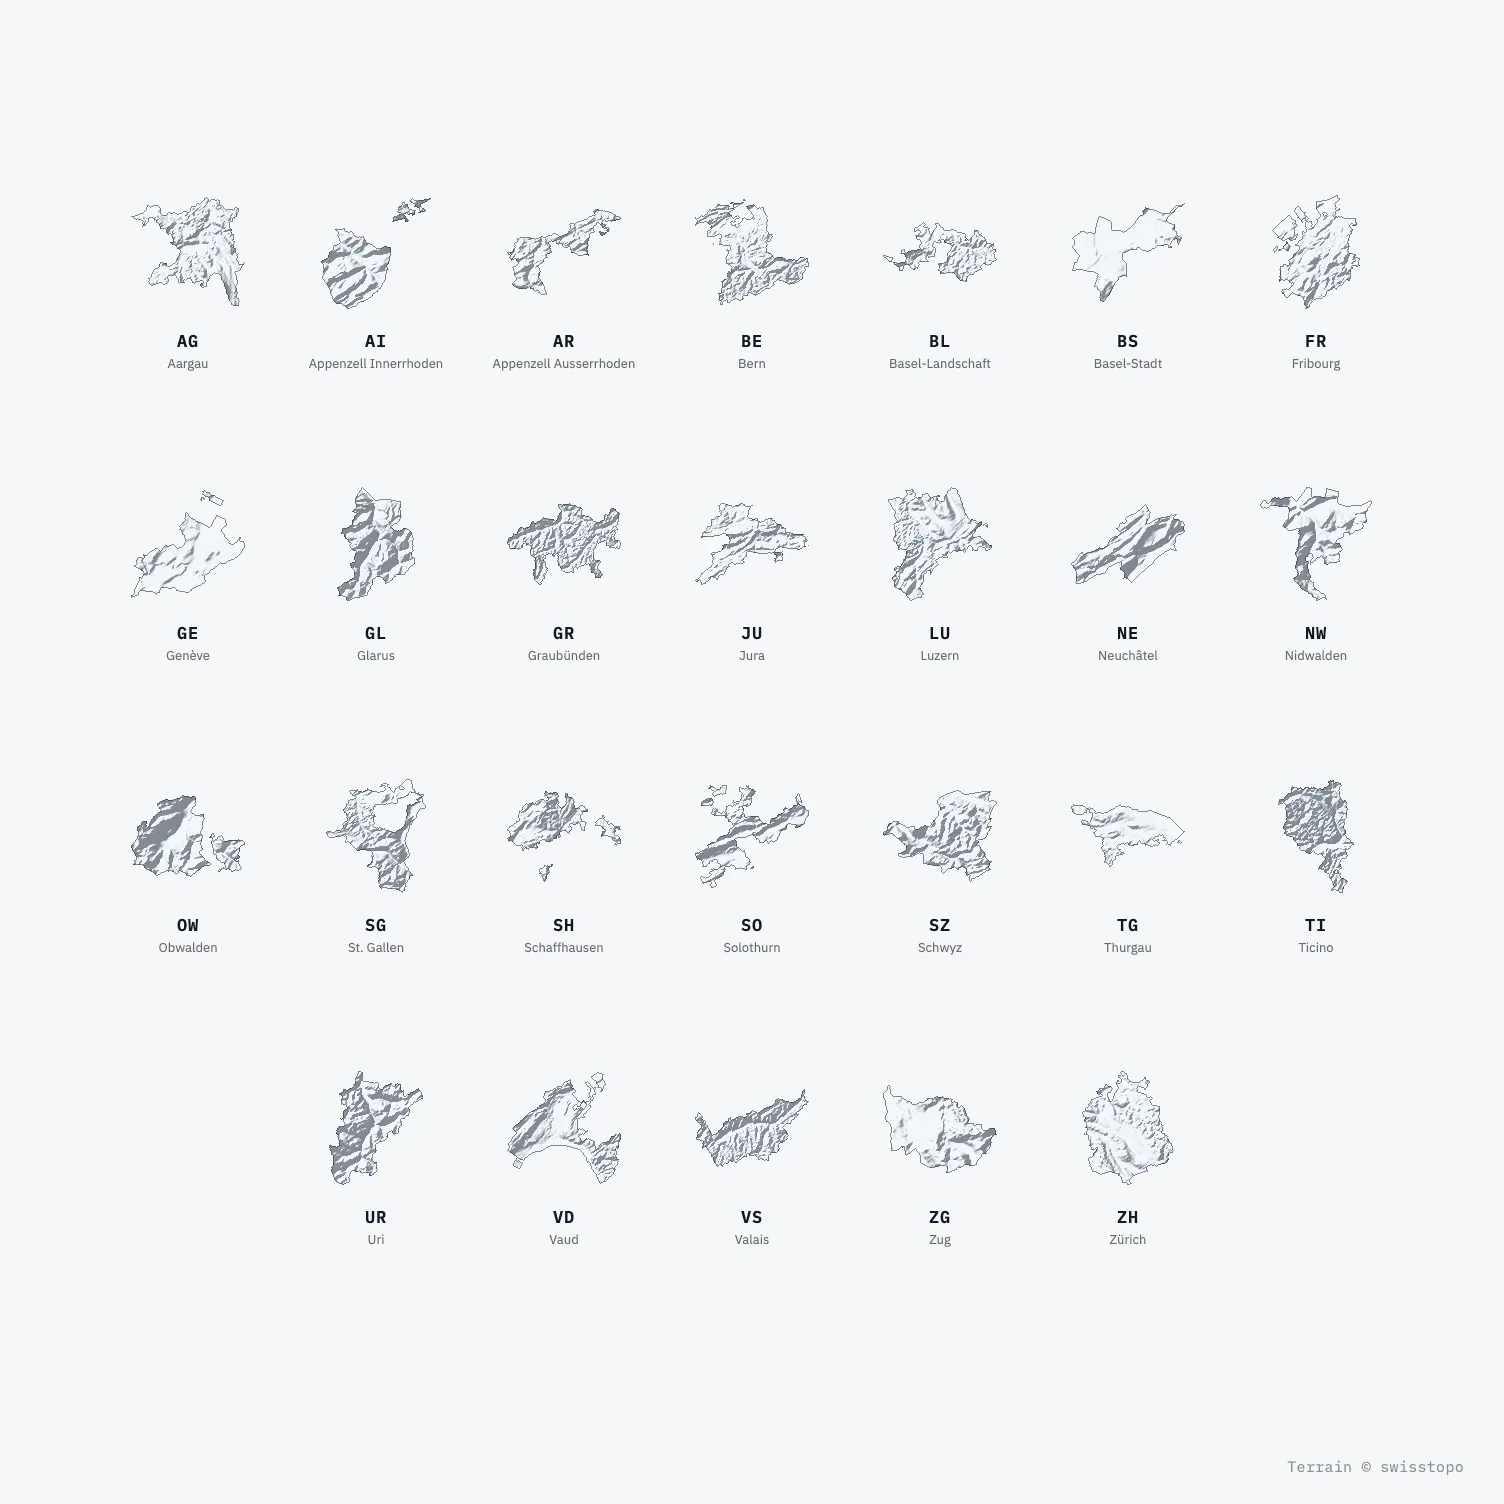 AG
Aargau
AI
Appenzell Innerrhoden
AR
Appenzell Ausserrhoden
BE
Bern
BL
Basel-Landschaft
BS
Basel-Stadt
FR
Fribourg
GE
Genève
GL
Glarus
GR
Graubünden
JU
Jura
LU
Luzern
NE
Neuchâtel
NW
Nidwalden
OW
Obwalden
SG
St. Gallen
SH
Schaffhausen
SO
Solothurn
SZ
Schwyz
TG
Thurgau
TI
Ticino
UR
Uri
VD
Vaud
VS
Valais
ZG
Zug
ZH
Zürich
Terrain © swisstopo